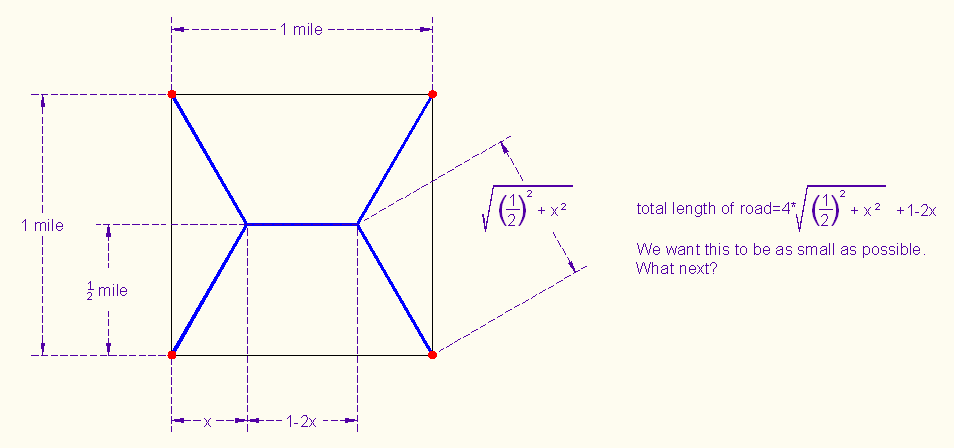 1 mile
1 mile
½ mile
x
1-2x
√((1/2)² + x²)
total length of road=4*√((1/2)² + x²) +1-2x
We want this to be as small as possible.
What next?